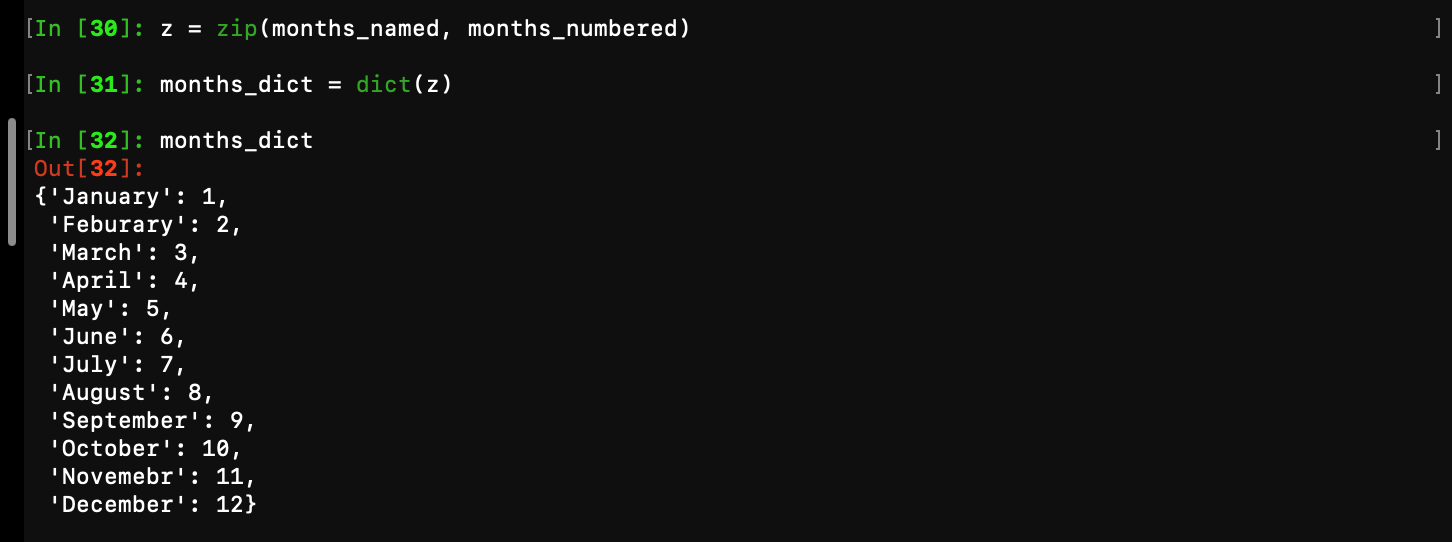 [In [30]: z = zip(months_named, months_numbered) ]
[In [31]: months_dict = dict(z) ]
[In [32]: months_dict ]
Out[32]:
{'January': 1,
 'Feburary': 2,
 'March': 3,
 'April': 4,
 'May': 5,
 'June': 6,
 'July': 7,
 'August': 8,
 'September': 9,
 'October': 10,
 'Novemebr': 11,
 'December': 12}